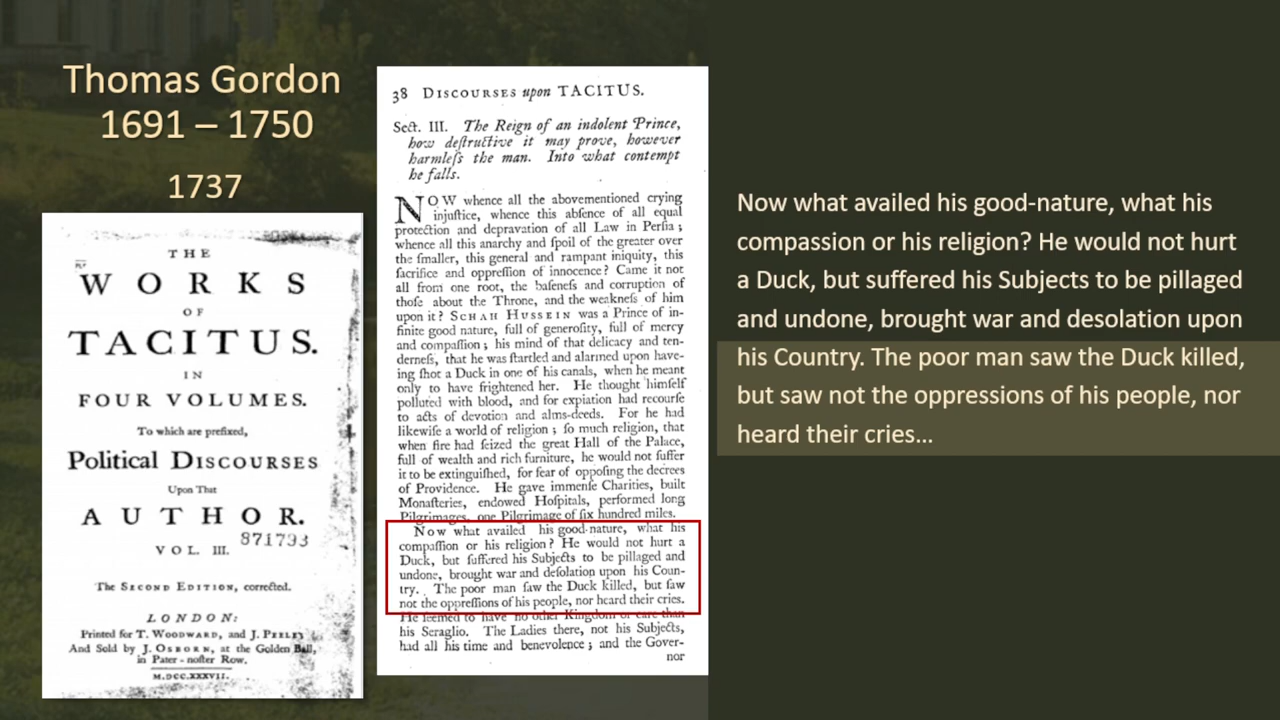 Thomas Gordon
1691 – 1750
1737
THE
WORKS
OF
TACITUS.
IN
FOUR VOLUMES.
To which are prefixed,
Political DISCOURSES
Upon That
AUTHOR.
871793
VOL. III.
The SECOND EDITION, corrected.
LONDON:
Printed for T. WOODWARD, and J. PEELEY
And Sold by J. OSBORN, at the Golden Ball,
in Pater-noſter Row.
M.DCC.XXXVII.
38 DISCOURSES upon TACITUS.
Sect. III. The Reign of an indolent Prince,
how deſtructive it may prove, however
harmleſs the man. Into what contempt
he falls.
NOW whence all the abovementioned crying
injuſtice, whence this abſence of all equal
protection and depravation of all Law in Perſia ;
whence all this anarchy and ſpoil of the greater over
the ſmaller, this general and rampant iniquity, this
ſacrifice and oppreſſion of innocence? Came it not
all from one root, the baſeneſs and corruption of
thoſe about the Throne, and the weakneſs of him
upon it? SCHAH HUSSEIN was a Prince of in-
finite good nature, full of generoſity, full of mercy
and compaſſion ; his mind of that delicacy and ten-
derneſs, that he was ſtartled and alarmed upon hav-
ing ſhot a Duck in one of his canals, when he meant
only to have frightened her. He thought himſelf
polluted with blood, and for expiation had recourſe
to acts of devotion and alms-deeds. For he had
likewiſe a world of religion ; ſo much religion, that
when fire had ſeized the great Hall of the Palace,
full of wealth and rich furniture, he would not ſuffer
it to be extinguiſhed, for fear of oppoſing the decrees
of Providence. He gave immenſe Charities, built
Monaſteries, endowed Hoſpitals, performed long
Pilgrimages, one Pilgrimage of ſix hundred miles.
Now what availed his good-nature, what his
compaſſion or his religion? He would not hurt a
Duck, but ſuffered his Subjects to be pillaged and
undone, brought war and deſolation upon his Coun-
try. The poor man ſaw the Duck killed, but ſaw
not the oppreſſions of his people, nor heard their cries.
He ſeemed to have no other Kingdom or care than
his Seraglio. The Ladies there, not his Subjects,
had all his time and benevolence ; and the Gover-
nor
Now what availed his good-nature, what his
compassion or his religion? He would not hurt
a Duck, but suffered his Subjects to be pillaged
and undone, brought war and desolation upon
his Country. The poor man saw the Duck killed,
but saw not the oppressions of his people, nor
heard their cries…